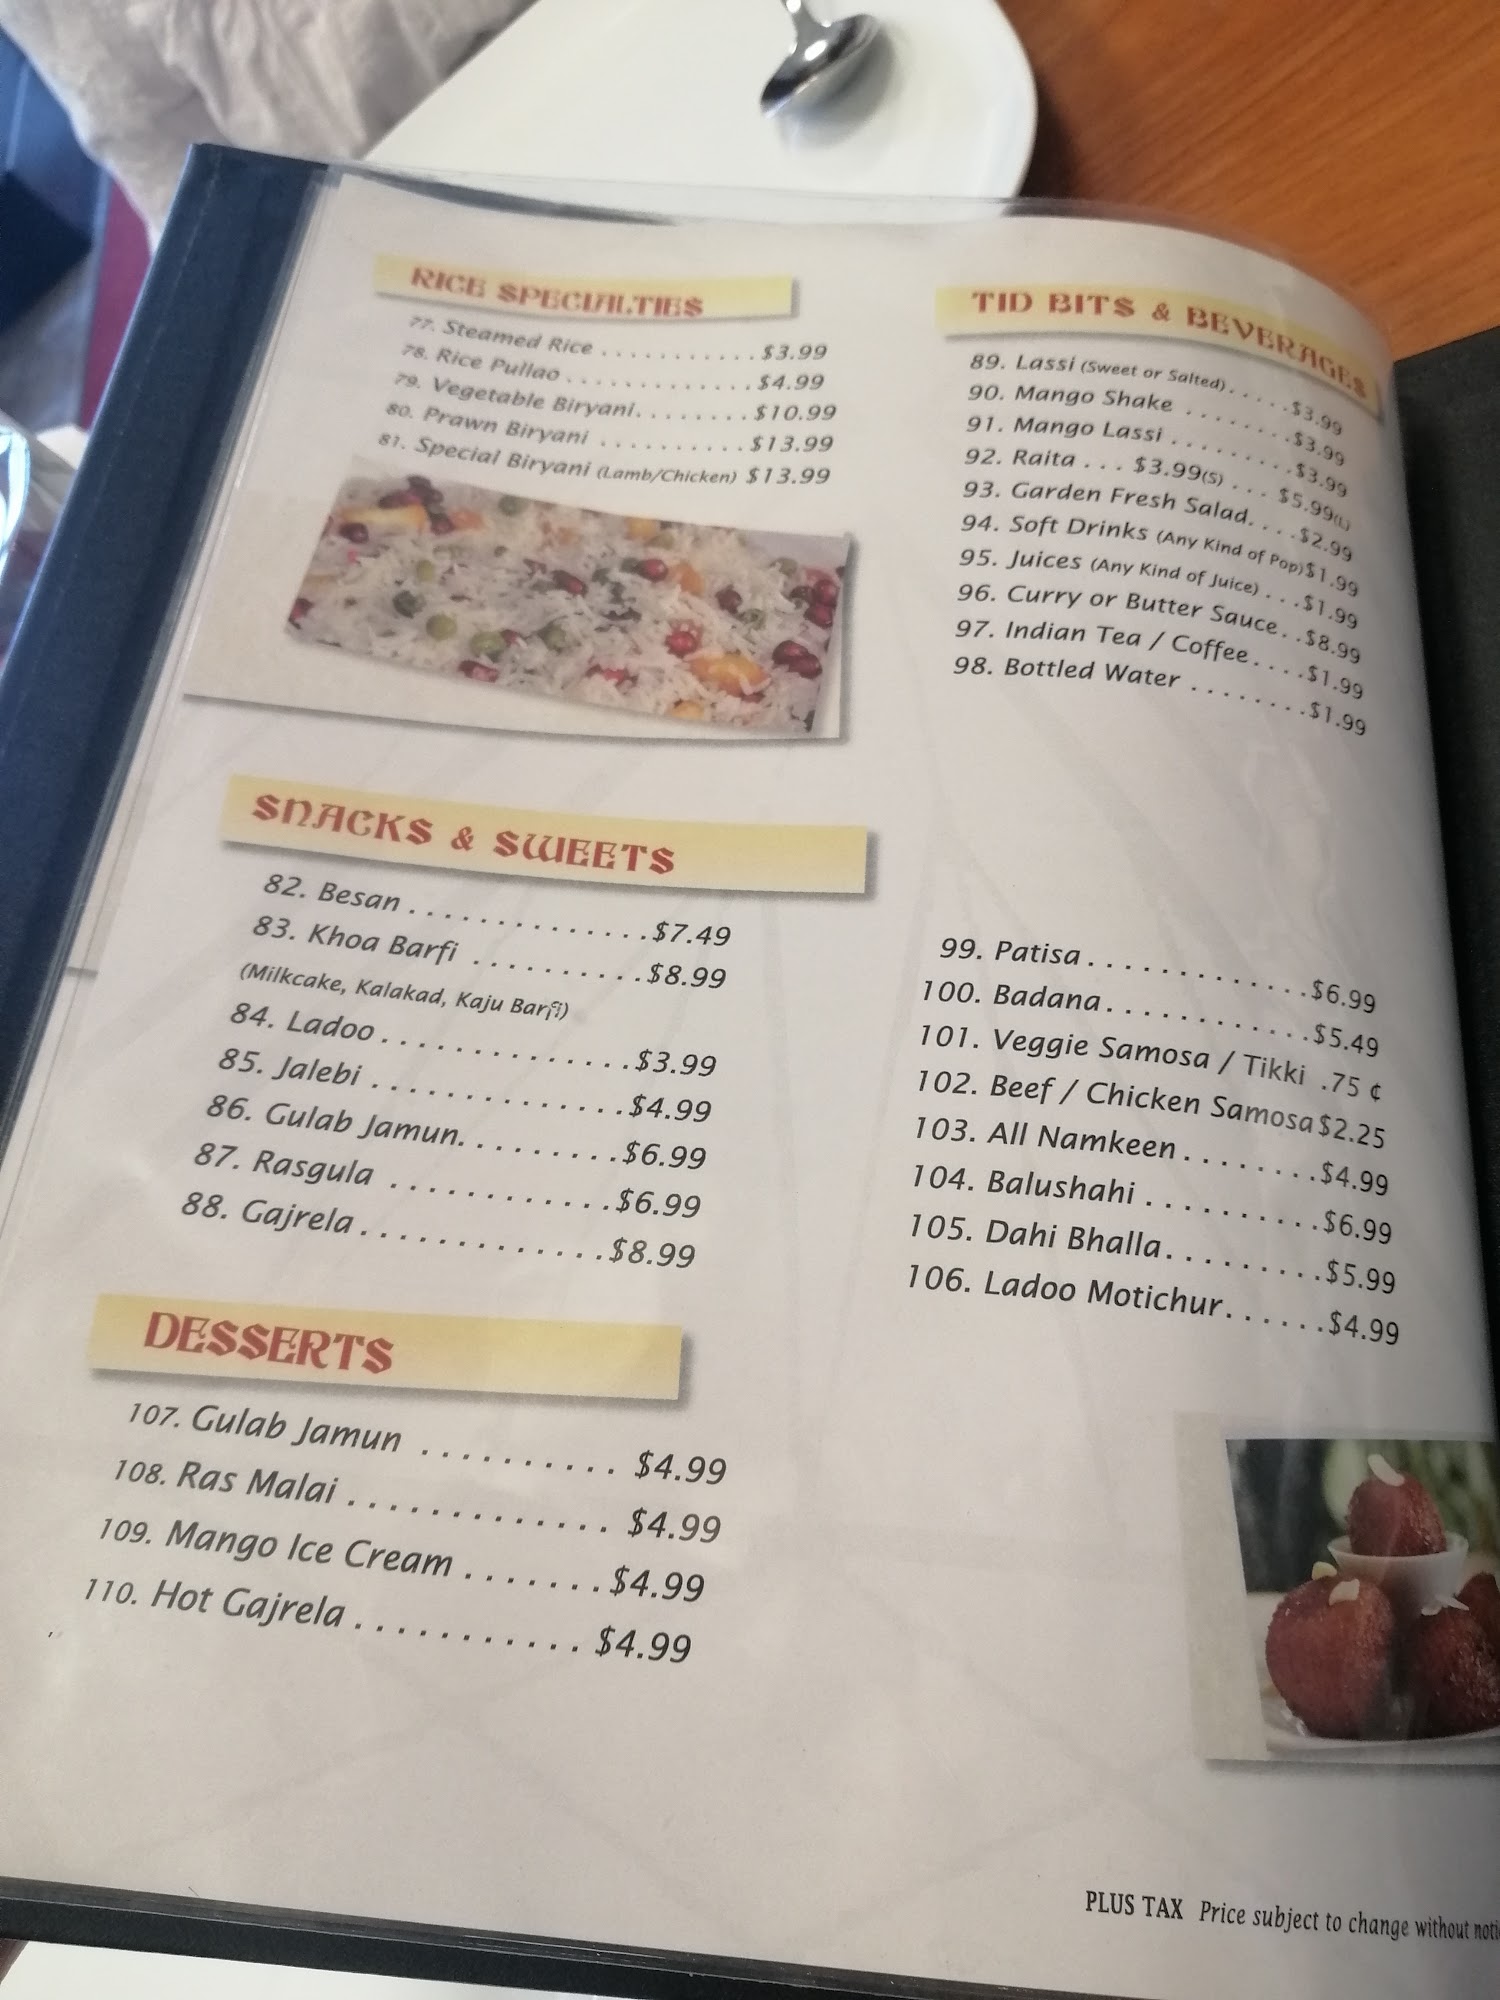 RICE SPECIALTIES
77. Steamed Rice ........... $3.99
78. Rice Pullao ............. $4.99
79. Vegetable Biryani........ $10.99
80. Prawn Biryani .......... $13.99
81. Special Biryani (Lamb/Chicken) $13.99
TID BITS & BEVERAGES
89. Lassi (Sweet or Salted).....$3.99
90. Mango Shake ........$3.99
91. Mango Lassi .........$3.99
92. Raita ... $3.99(S) ... $5.99(L)
93. Garden Fresh Salad....$2.99
94. Soft Drinks (Any Kind of Pop)$1.99
95. Juices (Any Kind of Juice) ...$1.99
96. Curry or Butter Sauce..$8.99
97. Indian Tea / Coffee....$1.99
98. Bottled Water ........$1.99
SNACKS & SWEETS
82. Besan ..............$7.49
83. Khoa Barfi ..........$8.99
(Milkcake, Kalakad, Kaju Barfi)
84. Ladoo..............$3.99
85. Jalebi ..............$4.99
86. Gulab Jamun.........$6.99
87. Rasgula ............$6.99
88. Gajrela.............$8.99
99. Patisa............$6.99
100. Badana...........$5.49
101. Veggie Samosa / Tikki .75 ¢
102. Beef / Chicken Samosa $2.25
103. All Namkeen........$4.99
104. Balushahi ..........$6.99
105. Dahi Bhalla.........$5.99
106. Ladoo Motichur......$4.99
DESSERTS
107. Gulab Jamun .......... $4.99
108. Ras Malai ............. $4.99
109. Mango Ice Cream .......$4.99
110. Hot Gajrela ............ $4.99
PLUS TAX Price subject to change without